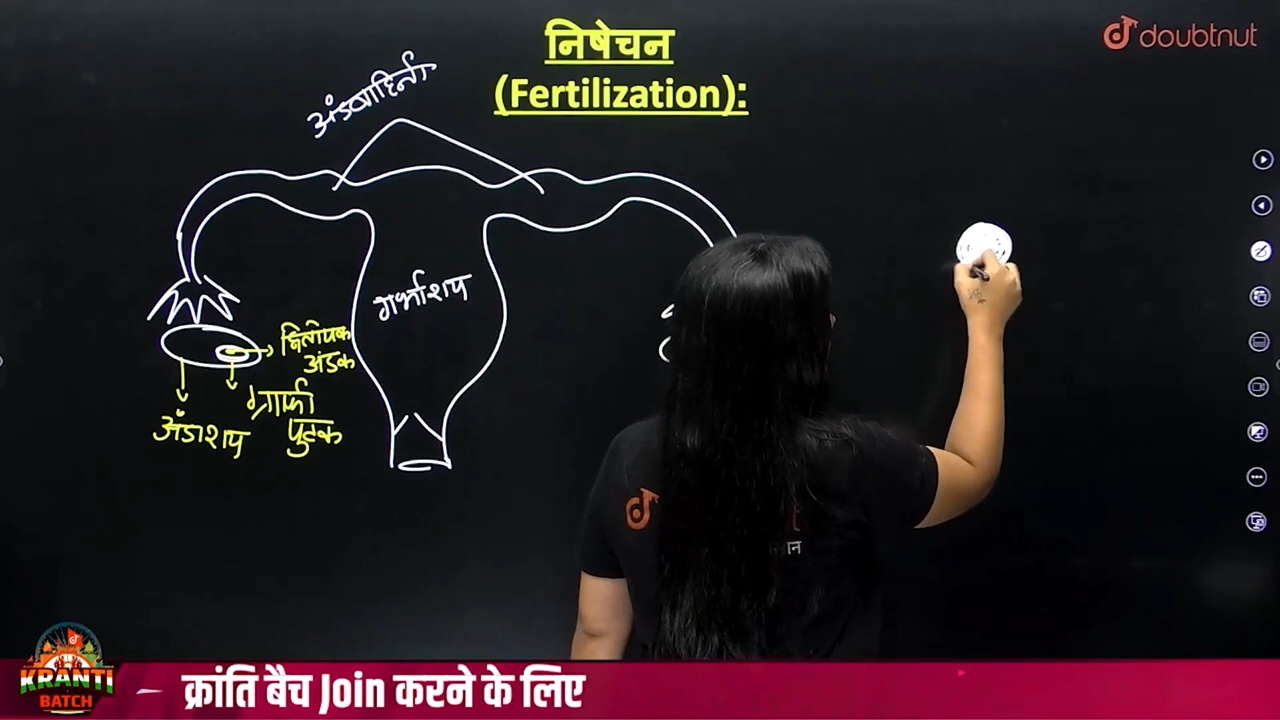 निषेचन
(Fertilization):
doubtnut
अंडवाहिनी
गर्भाशय
द्वितीयक
अंडक
ग्राफी
पुटक
अंडाशय
KRANTI
BATCH
क्रांति बैच Join करने के लिए